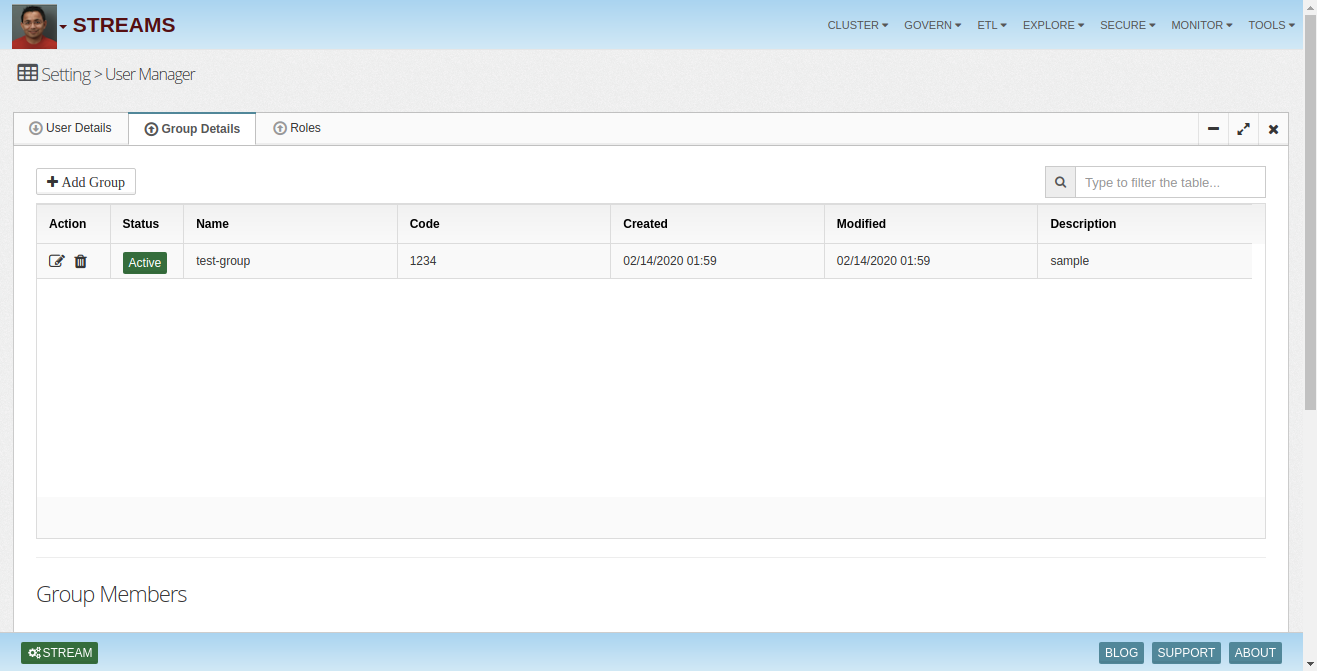 STREAMS
CLUSTER GOVERN ETL EXPLORE SECURE MONITOR TOOLS
Setting > User Manager
User Details Group Details Roles
Add Group
Type to filter the table...
Action Status Name Code Created Modified Description
Active test-group 1234 02/14/2020 01:59 02/14/2020 01:59 sample
Group Members
STREAM BLOG SUPPORT ABOUT